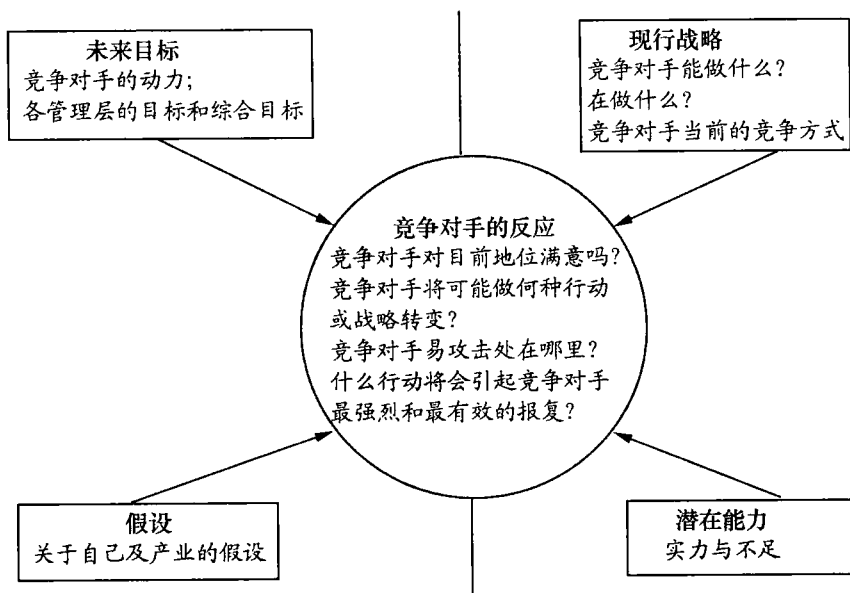 未来目标
竞争对手的动力；
各管理层的目标和综合目标
现行战略
竞争对手能做什么？
在做什么？
竞争对手当前的竞争方式
竞争对手的反应
竞争对手对目前地位满意吗？
竞争对手将可能做何种行动
或战略转变？
竞争对手易攻击处在哪里？
什么行动将会引起竞争对手
最强烈和最有效的报复？
假设
关于自己及产业的假设
潜在能力
实力与不足